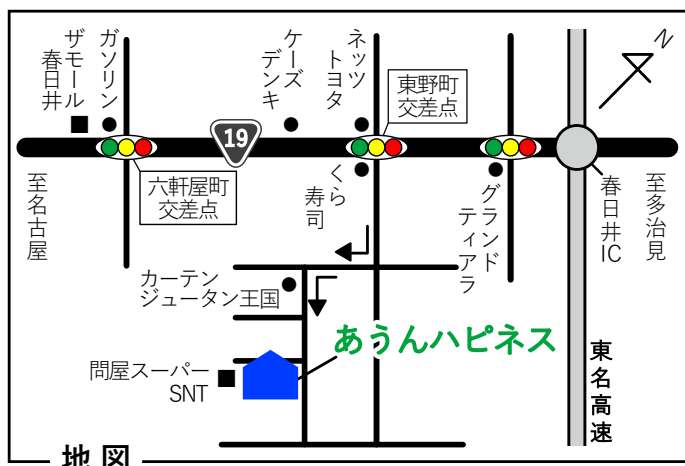 ザモール
春日井
ガソリン
ケーズ
デンキ
ネッツ
トヨタ
東野町
交差点
N
19
至名古屋
六軒屋町
交差点
くら
寿司
グランド
ティアラ
春日井IC
至多治見
カーテン
ジュータン王国
あうんハピネス
問屋スーパー
SNT
東名高速
地図